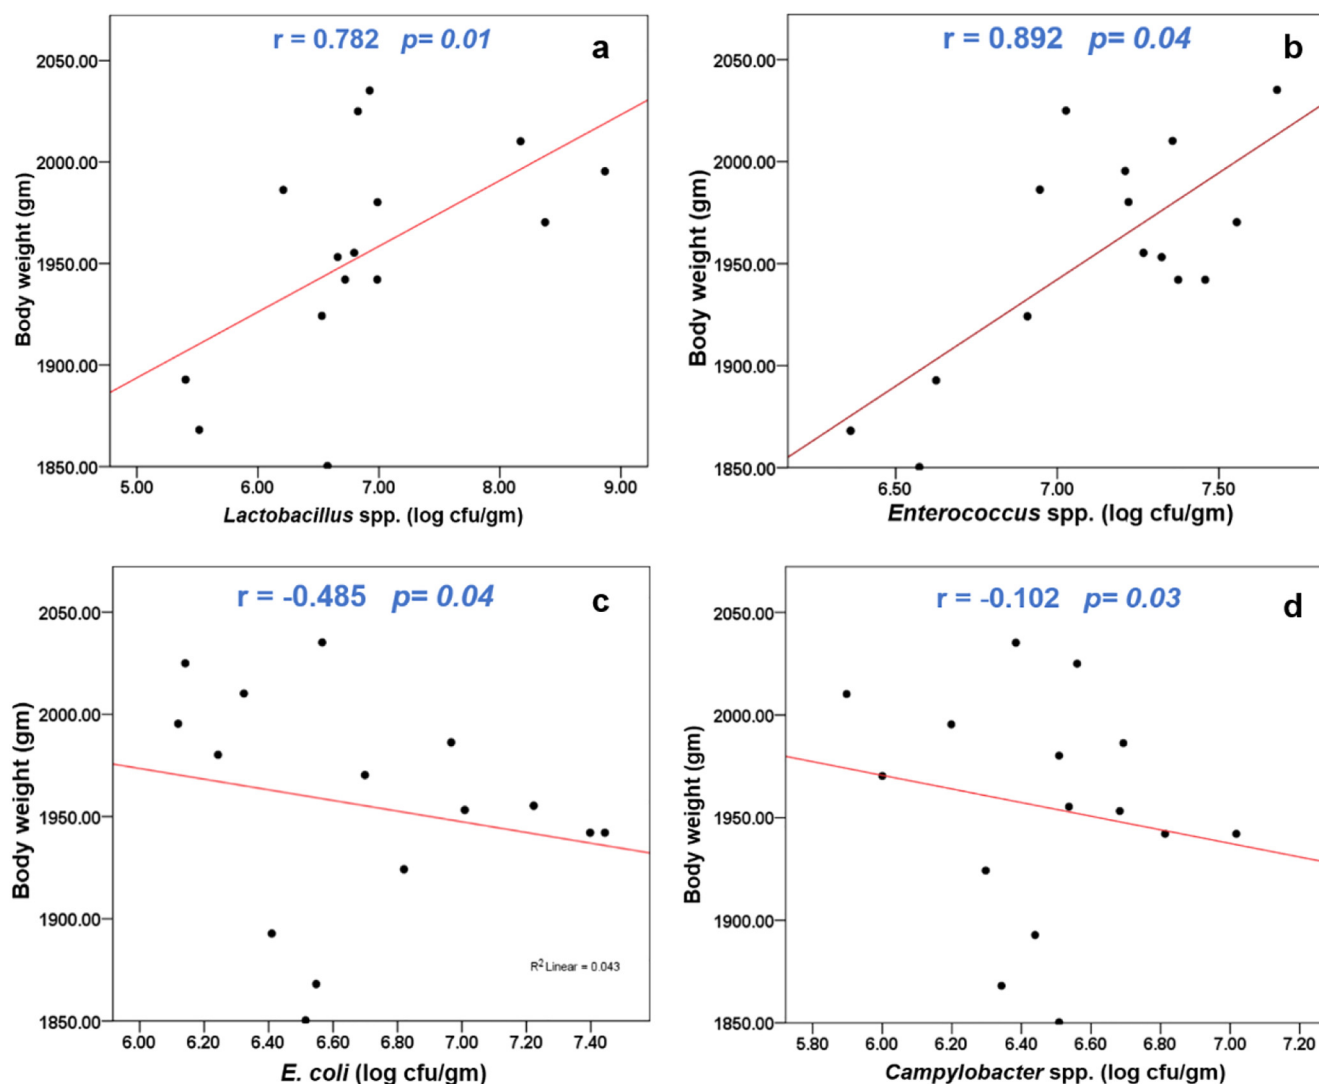 r = 0.782 p= 0.01
a
2050.00
2000.00
1950.00
1900.00
1850.00
Body weight (gm)
5.00 6.00 7.00 8.00 9.00
Lactobacillus spp. (log cfu/gm)
r = 0.892 p= 0.04
b
2050.00
2000.00
1950.00
1900.00
1850.00
Body weight (gm)
6.50 7.00 7.50
Enterococcus spp. (log cfu/gm)
r = -0.485 p= 0.04
c
2050.00
2000.00
1950.00
1900.00
1850.00
Body weight (gm)
R2 Linear = 0.043
6.00 6.20 6.40 6.60 6.80 7.00 7.20 7.40
E. coli (log cfu/gm)
r = -0.102 p= 0.03
d
2050.00
2000.00
1950.00
1900.00
1850.00
Body weight (gm)
5.80 6.00 6.20 6.40 6.60 6.80 7.00 7.20
Campylobacter spp. (log cfu/gm)